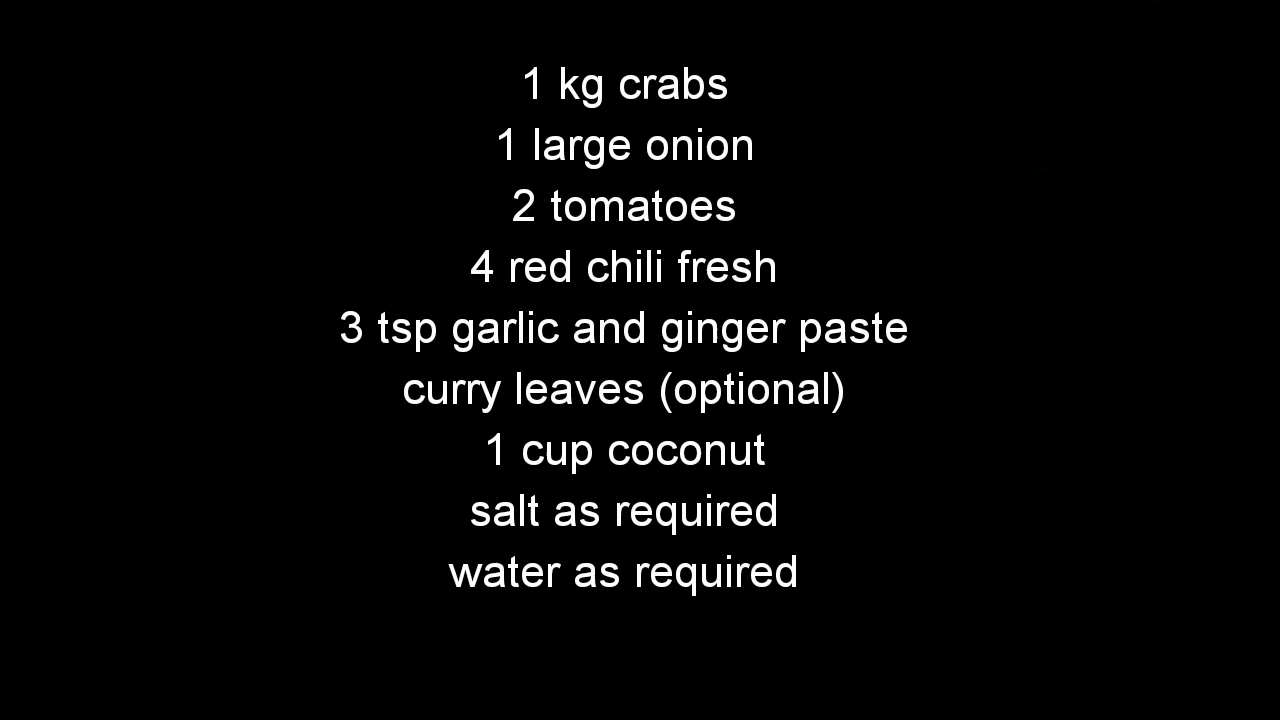 1 kg crabs
1 large onion
2 tomatoes
4 red chili fresh
3 tsp garlic and ginger paste
curry leaves (optional)
1 cup coconut
salt as required
water as required